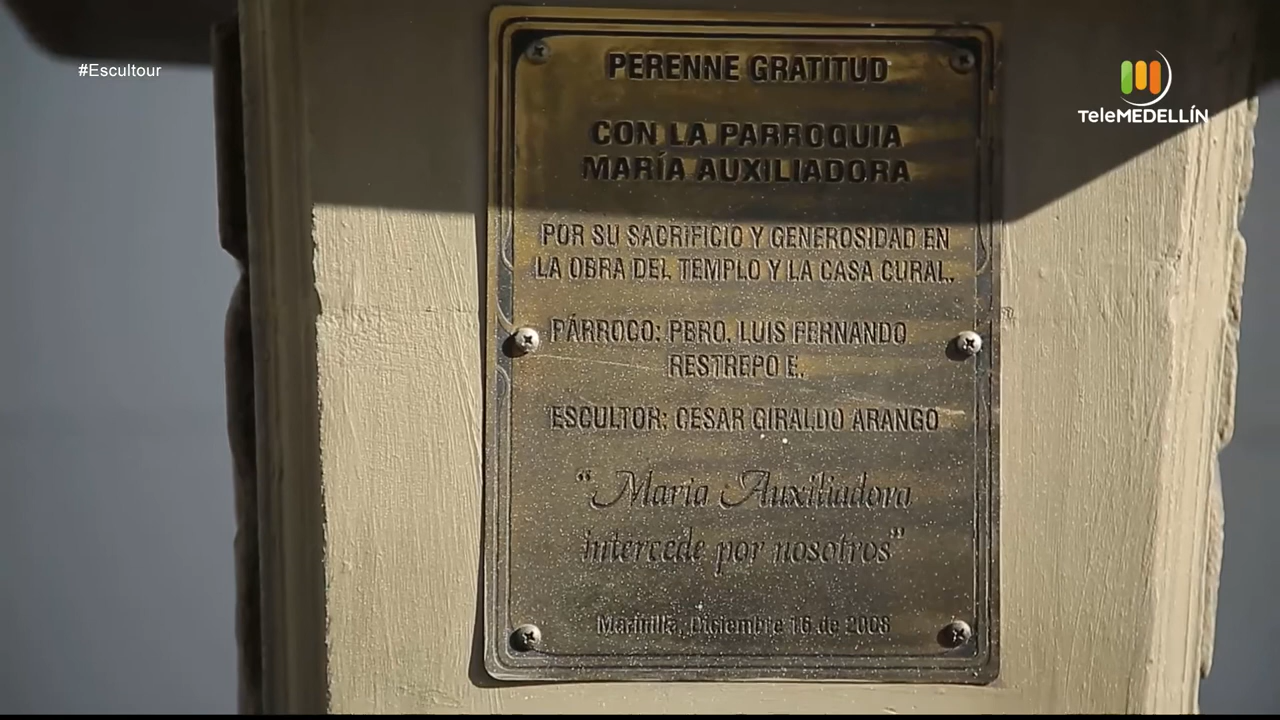 #Escultour
TeleMEDELLÍN
PERENNE GRATITUD
CON LA PARROQUIA
MARÍA AUXILIADORA
POR SU SACRIFICIO Y GENEROSIDAD EN
LA OBRA DEL TEMPLO Y LA CASA CURAL.
PÁRROCO: PBRO. LUIS FERNANDO
RESTREPO E.
ESCULTOR: CESAR GIRALDO ARANGO
“Maria Auxiliadora
intercede por nosotros”
Marinilla, Diciembre 16 de 2008